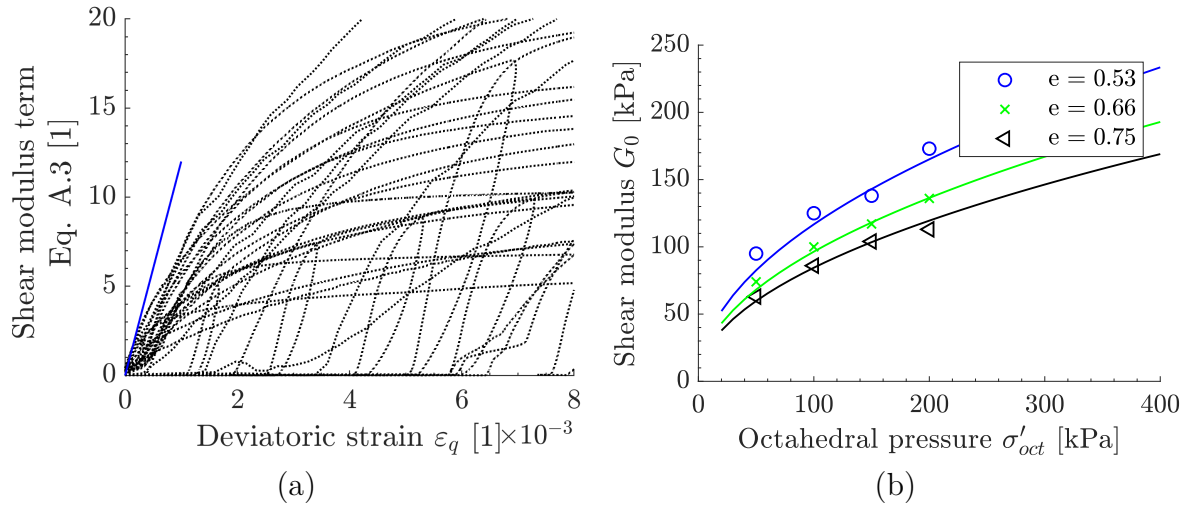 Shear modulus term
Eq. A.3 [1]
20
15
10
5
0
0
2
4
6
8
Deviatoric strain εq [1]×10⁻³
(a)
Shear modulus G₀ [kPa]
250
200
150
100
50
0
0
100
200
300
400
e = 0.53
e = 0.66
e = 0.75
Octahedral pressure σ′oct [kPa]
(b)